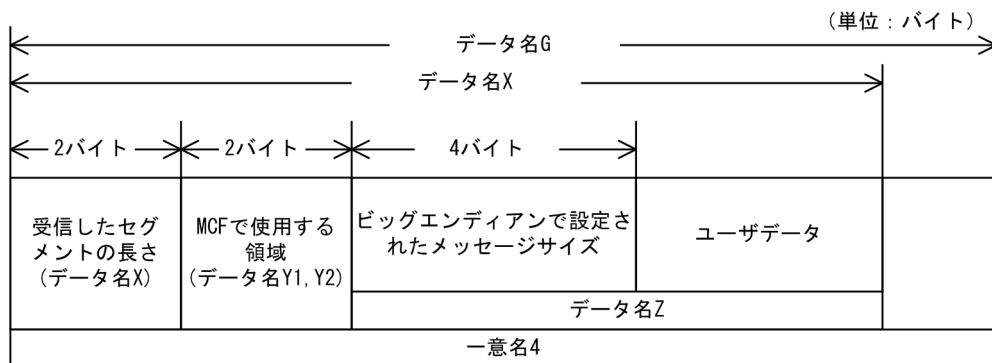 (単位：バイト)
データ名G
データ名X
2バイト
2バイト
4バイト
受信したセグ
メントの長さ
(データ名X)
MCFで使用する
領域
(データ名Y1,Y2)
ビッグエンディアンで設定さ
れたメッセージサイズ
ユーザデータ
データ名Z
一意名4